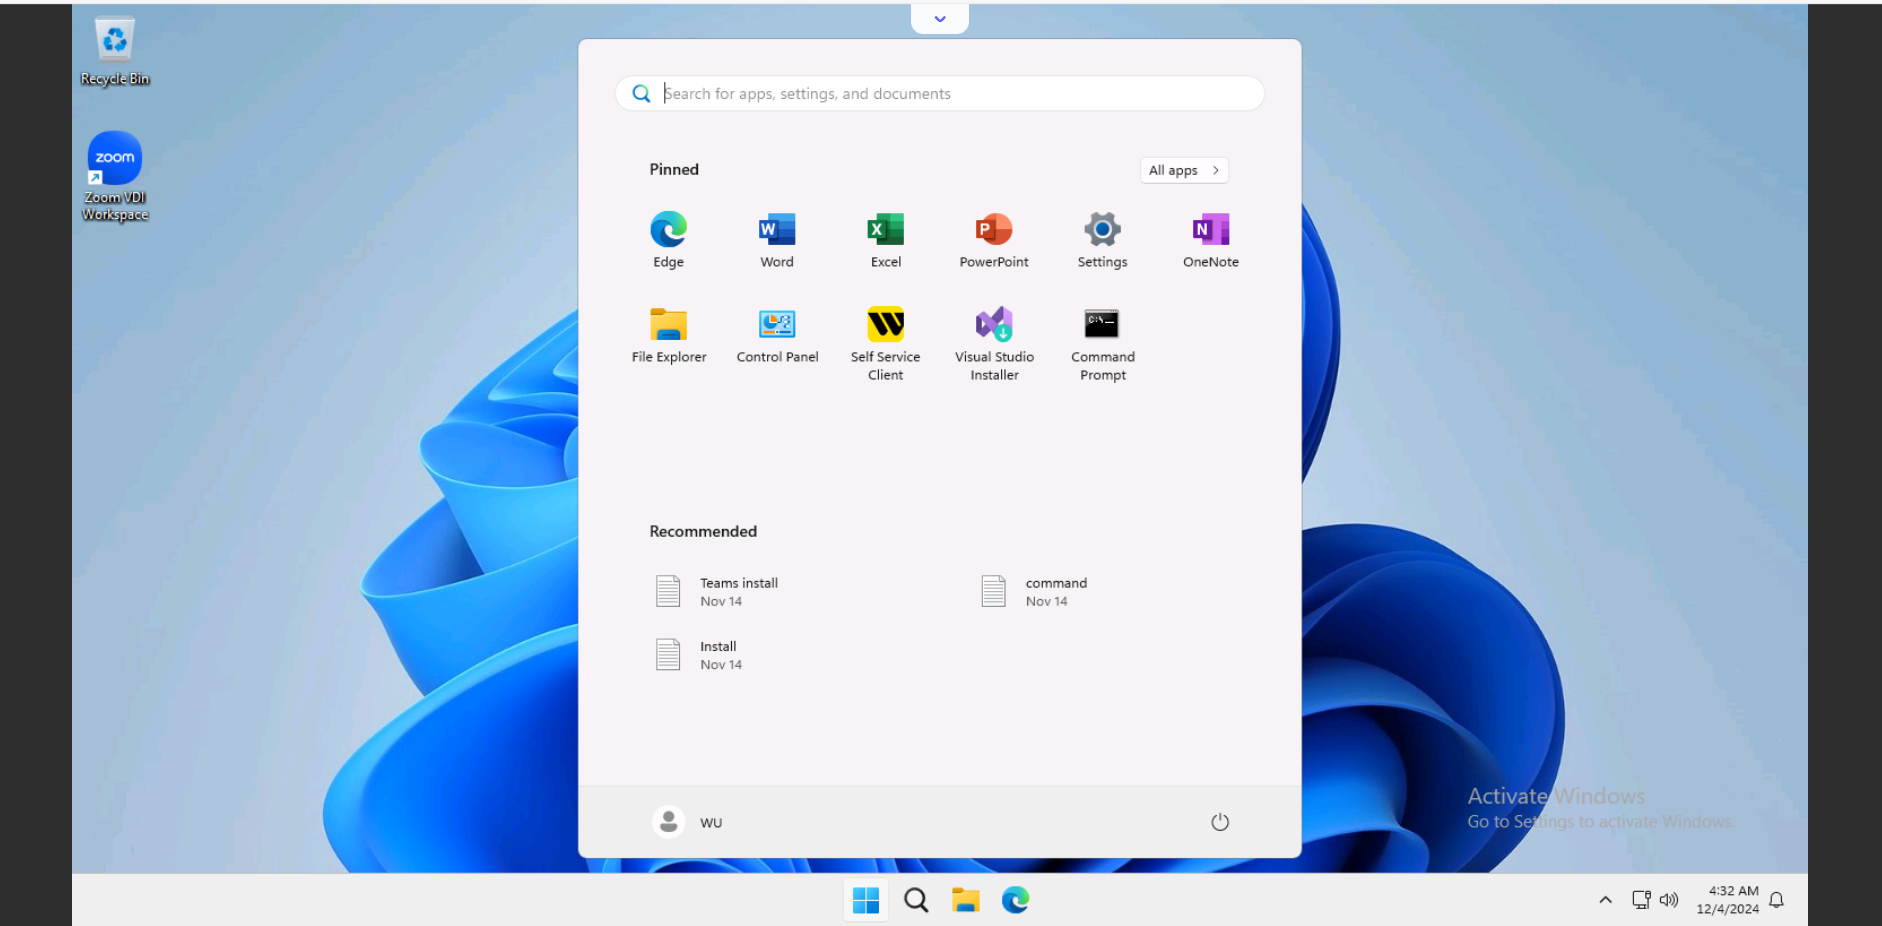 Recycle Bin
zoom
Zoom VDI
Workspace
Search for apps, settings, and documents
Pinned
All apps
Edge
Word
Excel
PowerPoint
Settings
OneNote
File Explorer
Control Panel
Self Service
Client
Visual Studio
Installer
Command
Prompt
Recommended
Teams install
Nov 14
command
Nov 14
Install
Nov 14
WU
Activate Windows
Go to Settings to activate Windows.
4:32 AM
12/4/2024